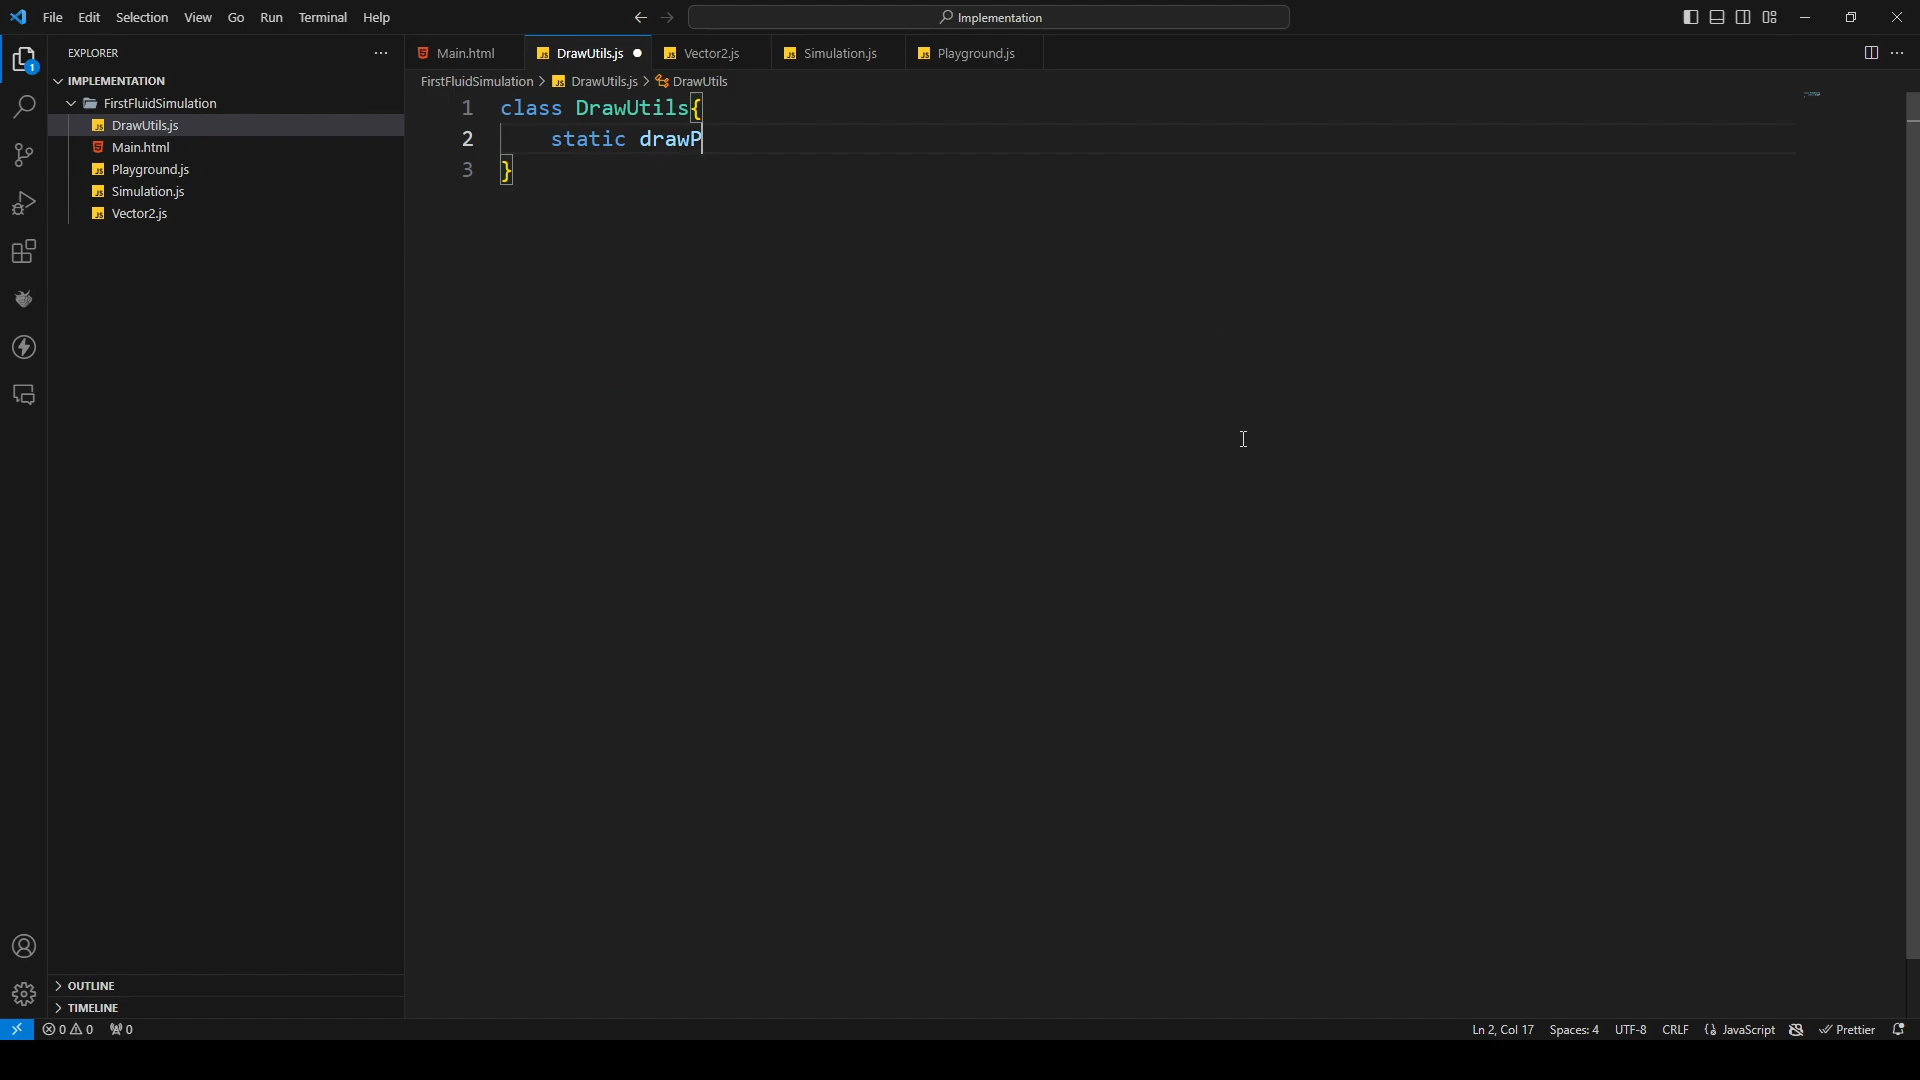 File Edit Selection View Go Run Terminal Help
Implementation
EXPLORER
Main.html
DrawUtils.js
Vector2.js
Simulation.js
Playground.js
IMPLEMENTATION
FirstFluidSimulation
DrawUtils.js
Main.html
Playground.js
Simulation.js
Vector2.js
FirstFluidSimulation > DrawUtils.js > DrawUtils
1 class DrawUtils{
2 static drawP
3 }
1
OUTLINE
TIMELINE
0 0 0
Ln 2, Col 17 Spaces: 4 UTF-8 CRLF JavaScript Prettier